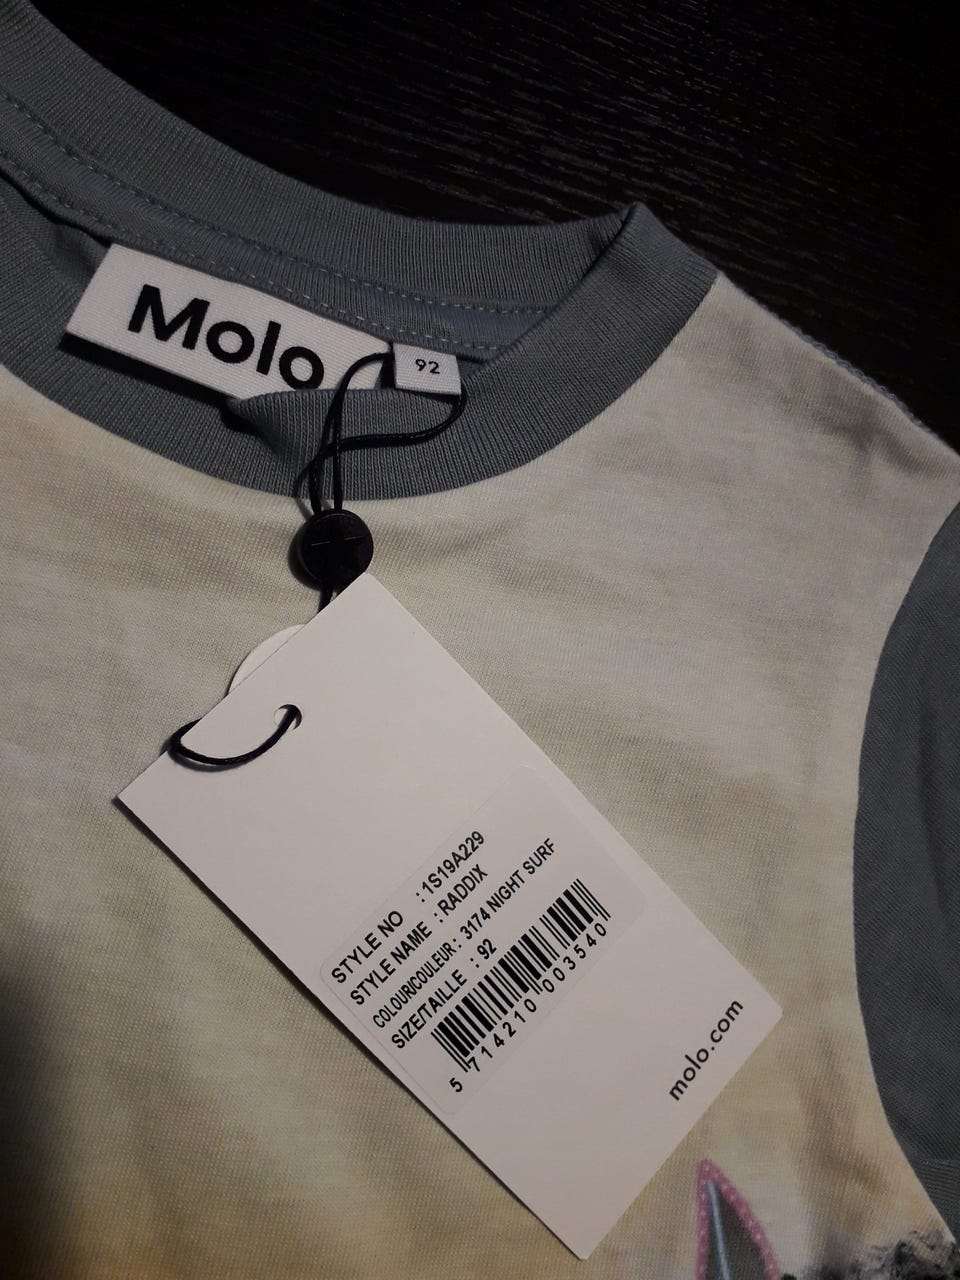 Molo
92
STYLE NO : 1S19A229
STYLE NAME : RADDIX
COLOUR/COULEUR : 3174 NIGHT SURF
SIZE/TAILLE : 92
5 714210 003540
molo.com